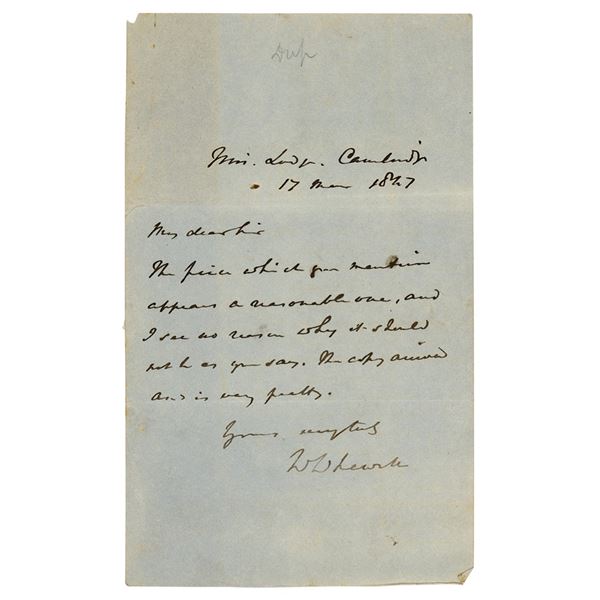 Dup
Trin. Lodge. Cambridge
17 Mar 1847
My dear Sir
The price which you mention
appears a reasonable one, and
I see no reason why it should
not be as you say. The copy arrived
and is very pretty.
Yours very truly
W Whewell